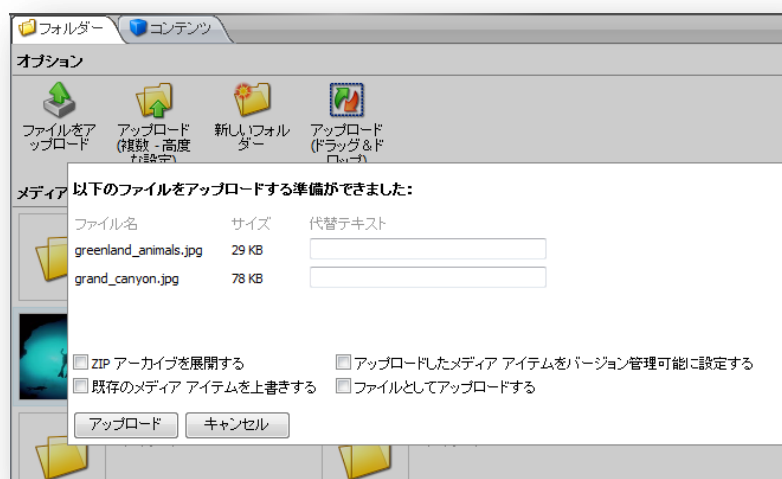 フォルダー
コンテンツ
オプション
ファイルをア
ップロード
アップロード
(複数 - 高度
な設定)
新しいフォル
ダー
アップロード
(ドラッグ&ド
ロップ)
メディア
以下のファイルをアップロードする準備ができました:
ファイル名 サイズ 代替テキスト
greenland_animals.jpg 29 KB
grand_canyon.jpg 78 KB
ZIP アーカイブを展開する アップロードしたメディア アイテムをバージョン管理可能に設定する
既存のメディア アイテムを上書きする ファイルとしてアップロードする
アップロード キャンセル